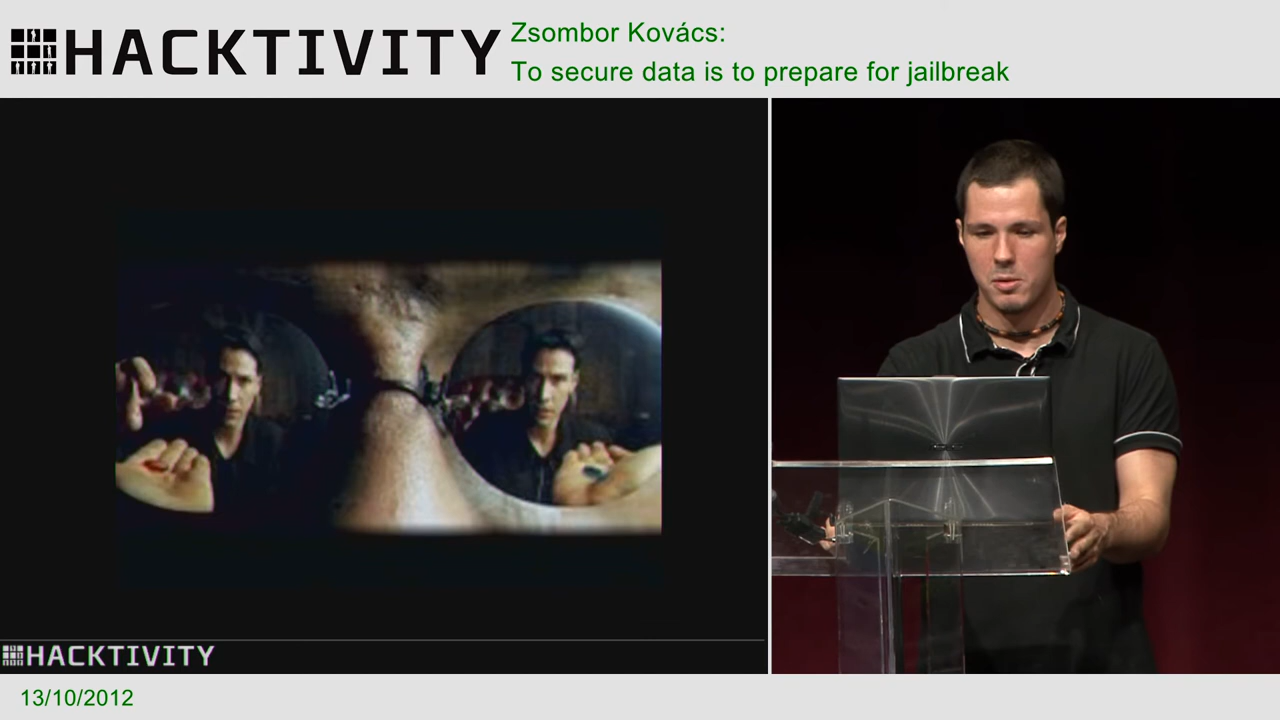 HACKTIVITY
Zsombor Kovács:
To secure data is to prepare for jailbreak
HACKTIVITY
13/10/2012